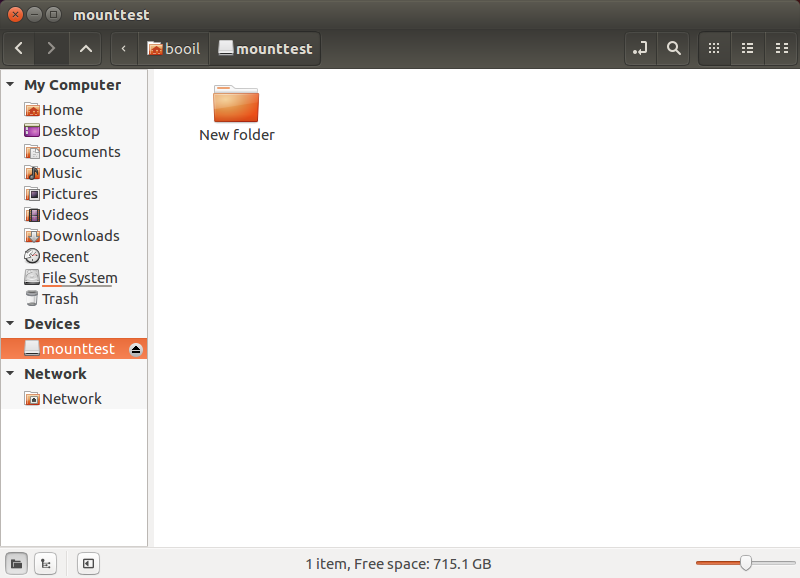 mounttest
booil
mounttest
My Computer
Home
Desktop
Documents
Music
Pictures
Videos
Downloads
Recent
File System
Trash
Devices
mounttest
Network
Network
New folder
1 item, Free space: 715.1 GB